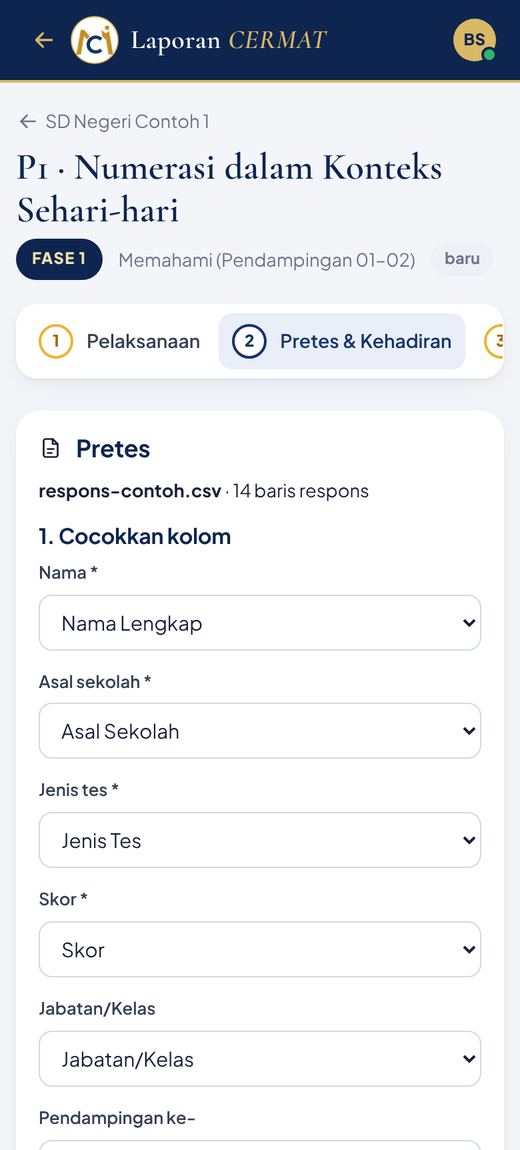 Laporan CERMAT
BS
SD Negeri Contoh 1
P1 · Numerasi dalam Konteks
Sehari-hari
FASE 1
Memahami (Pendampingan 01–02)
baru
1 Pelaksanaan
2 Pretes & Kehadiran
3
Pretes
respons-contoh.csv · 14 baris respons
1. Cocokkan kolom
Nama *
Nama Lengkap
Asal sekolah *
Asal Sekolah
Jenis tes *
Jenis Tes
Skor *
Skor
Jabatan/Kelas
Jabatan/Kelas
Pendampingan ke-